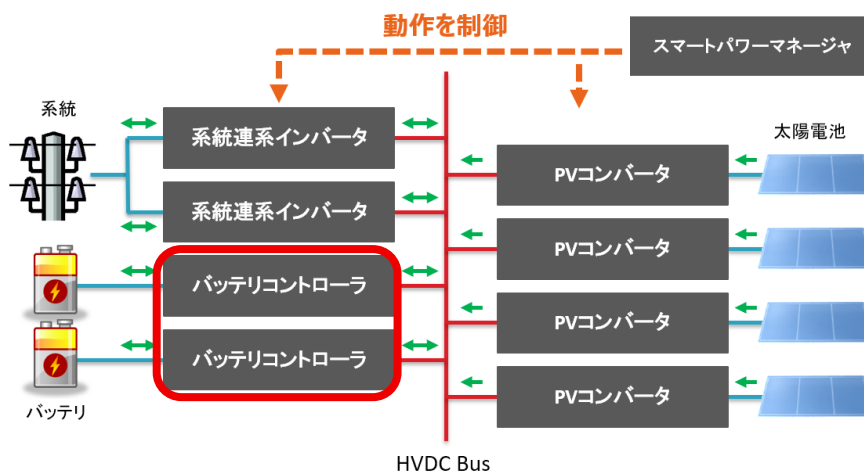 動作を制御
スマートパワーマネージャ
系統
系統連系インバータ
太陽電池
PVコンバータ
系統連系インバータ
PVコンバータ
バッテリコントローラ
PVコンバータ
バッテリコントローラ
PVコンバータ
バッテリ
HVDC Bus